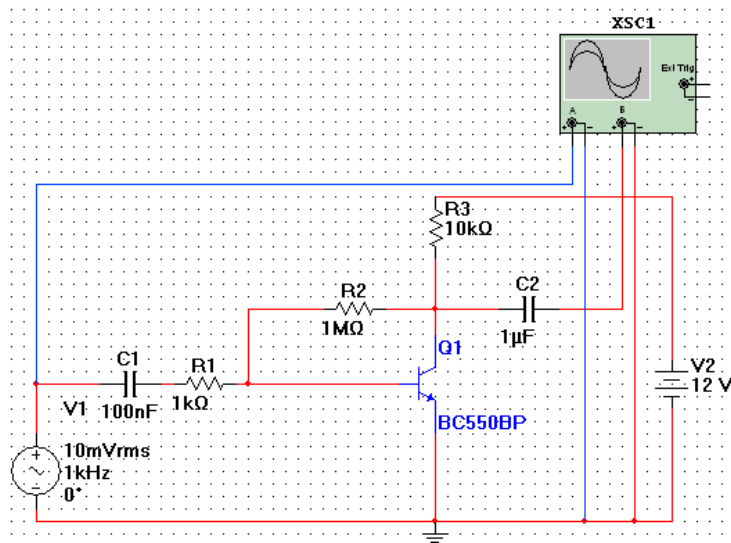 XSC1
Ext Trig
+
−
A
B
+ − + −
R3
10kΩ
R2
1MΩ
C2
1µF
Q1
C1
100nF
R1
1kΩ
V1
BC550BP
V2
12 V
10mVrms
1kHz
0°
+
−